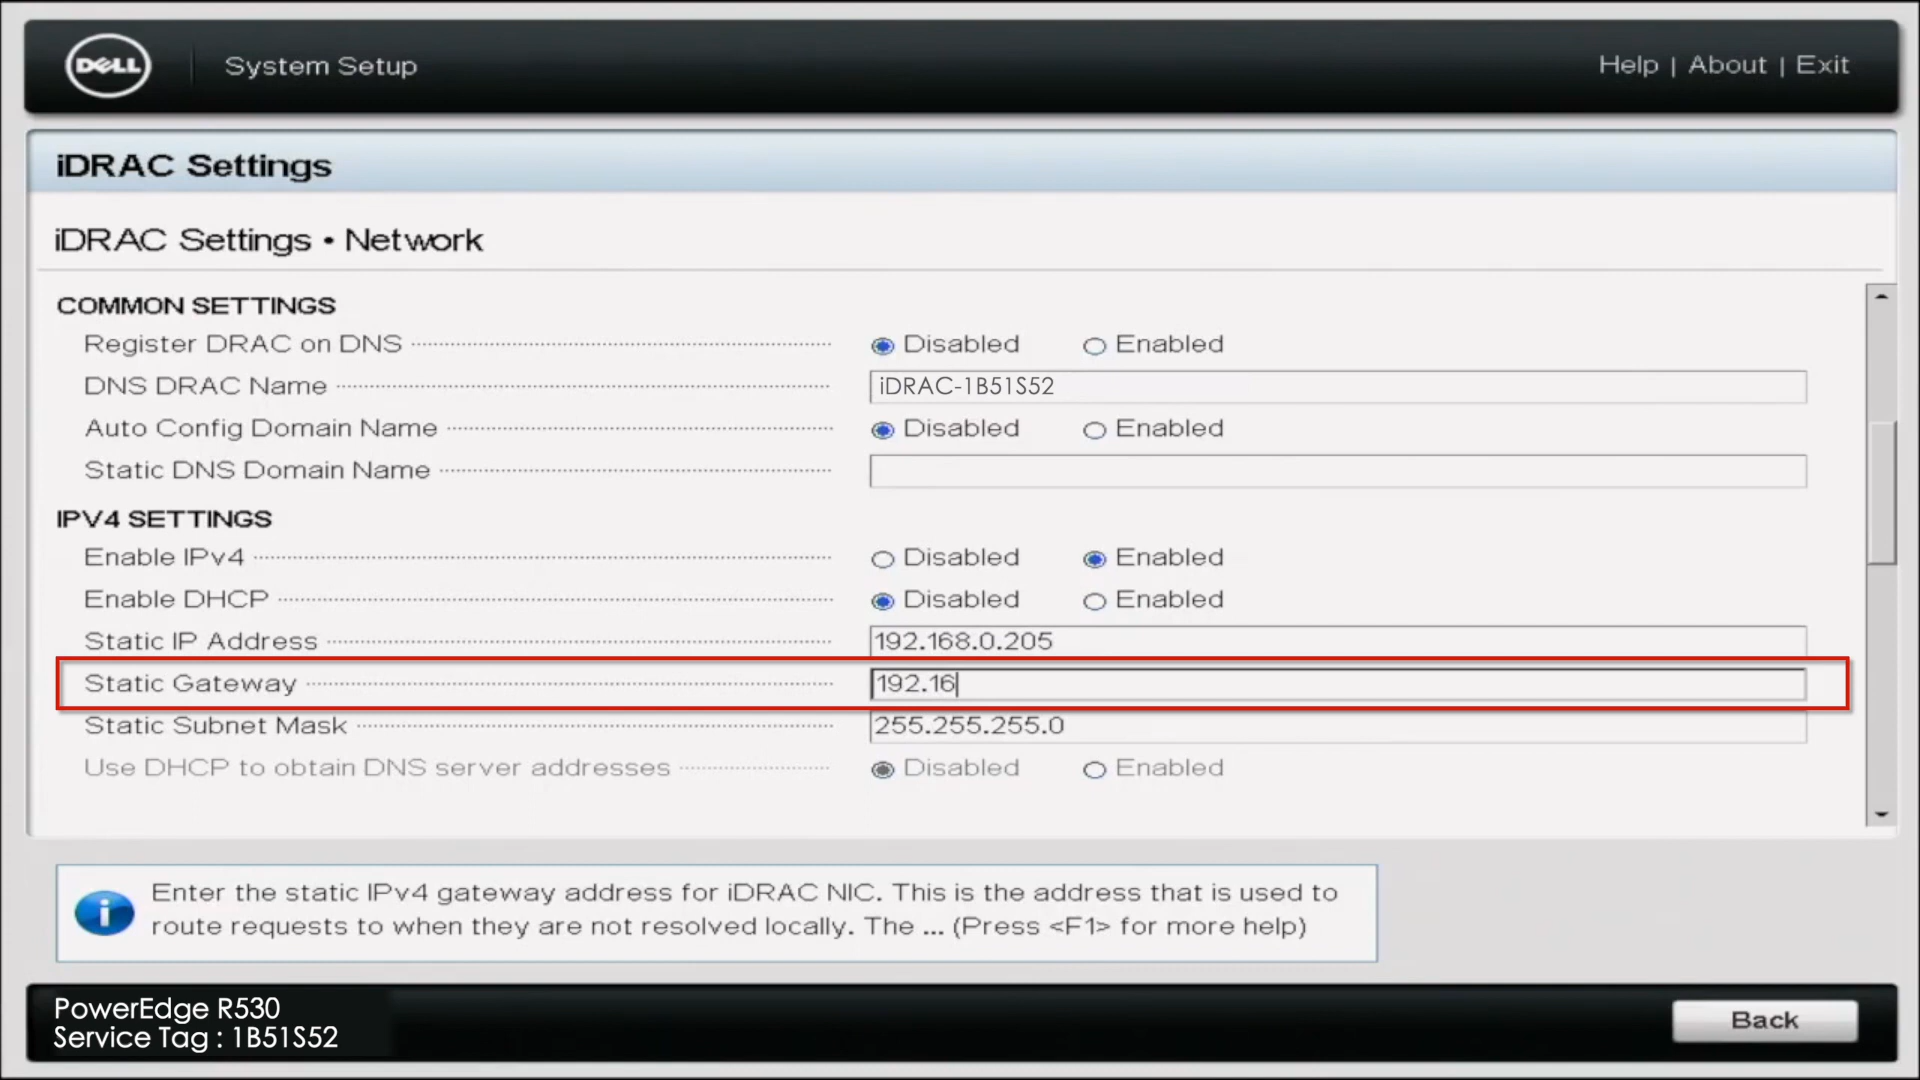 DELL
System Setup
Help | About | Exit
iDRAC Settings
iDRAC Settings • Network
COMMON SETTINGS
Register DRAC on DNS Disabled Enabled
DNS DRAC Name iDRAC-1B51S52
Auto Config Domain Name Disabled Enabled
Static DNS Domain Name
IPV4 SETTINGS
Enable IPv4 Disabled Enabled
Enable DHCP Disabled Enabled
Static IP Address 192.168.0.205
Static Gateway 192.16
Static Subnet Mask 255.255.255.0
Use DHCP to obtain DNS server addresses Disabled Enabled
Enter the static IPv4 gateway address for iDRAC NIC. This is the address that is used to
route requests to when they are not resolved locally. The ... (Press <F1> for more help)
PowerEdge R530
Service Tag : 1B51S52
Back